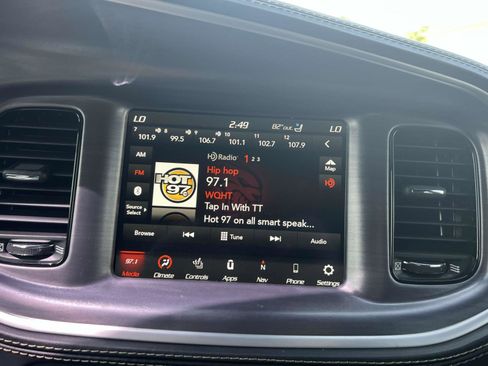 LO 2:49 82° out. LO
7 8 9 10 11 12
101.9 99.5 106.7 101.1 102.7 107.9
AM
HD Radio 1 2 3
Map
FM
Hip hop
HOT 97
97.1
HD
WQHT
Tap In With TT
Source Select
Hot 97 on all smart speak...
Browse Tune Audio
97.1 N
Media Climate Controls Apps Nav Phone Settings